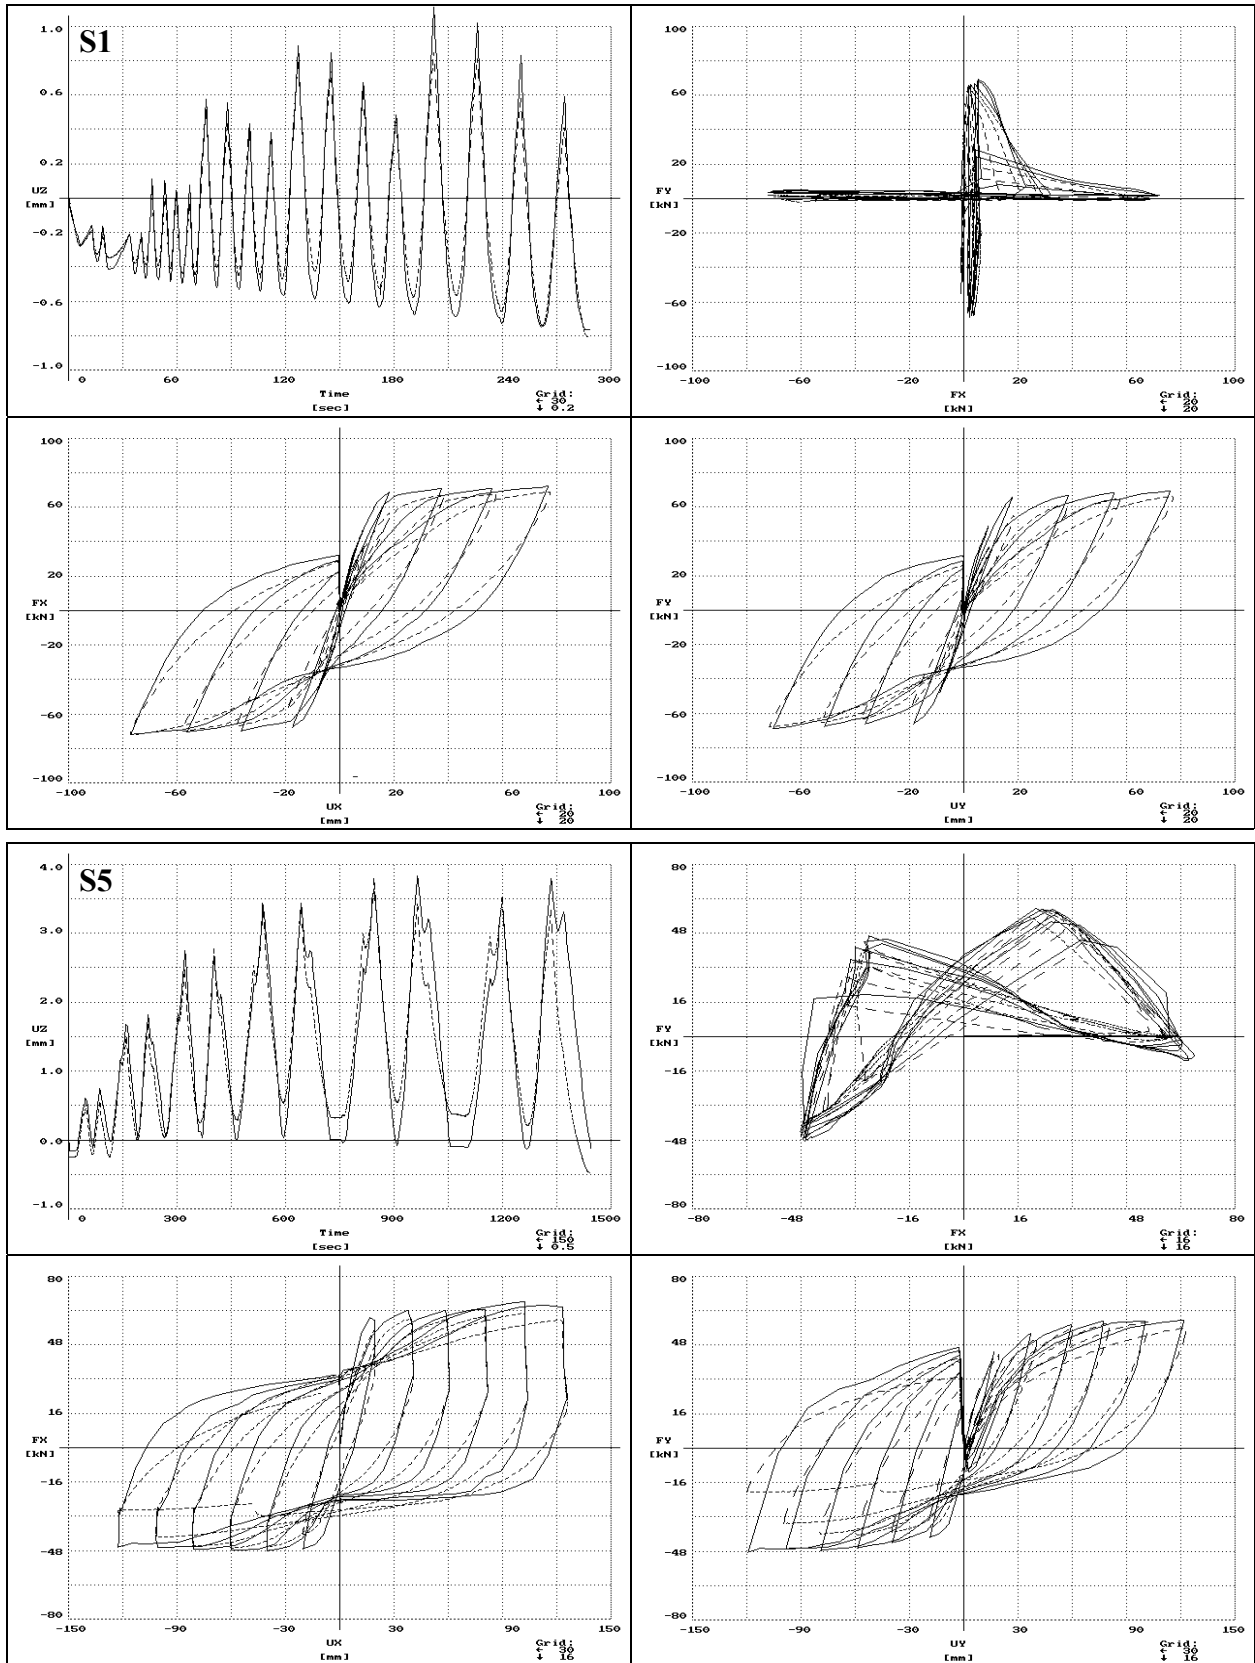 S1
1.0
0.6
0.2
UZ
[mm]
-0.2
-0.6
-1.0
0 60 120 180 240 300
Time
[sec]
Grid:
← 30
↓ 0.2
100
60
20
FY
[kN]
-20
-60
-100
-100 -60 -20 20 60 100
FX
[kN]
Grid:
← 20
↓ 20
100
60
20
FX
[kN]
-20
-60
-100
-100 -60 -20 20 60 100
UX
[mm]
Grid:
← 20
↓ 20
100
60
20
FY
[kN]
-20
-60
-100
-100 -60 -20 20 60 100
UY
[mm]
Grid:
← 20
↓ 20
S5
4.0
3.0
2.0
UZ
[mm]
1.0
0.0
-1.0
0 300 600 900 1200 1500
Time
[sec]
Grid:
← 150
↓ 0.5
80
48
16
FY
[kN]
-16
-48
-80
-80 -48 -16 16 48 80
FX
[kN]
Grid:
← 16
↓ 16
80
48
16
FX
[kN]
-16
-48
-80
-150 -90 -30 30 90 150
UX
[mm]
Grid:
← 30
↓ 16
80
48
16
FY
[kN]
-16
-48
-80
-150 -90 -30 30 90 150
UY
[mm]
Grid:
← 30
↓ 16